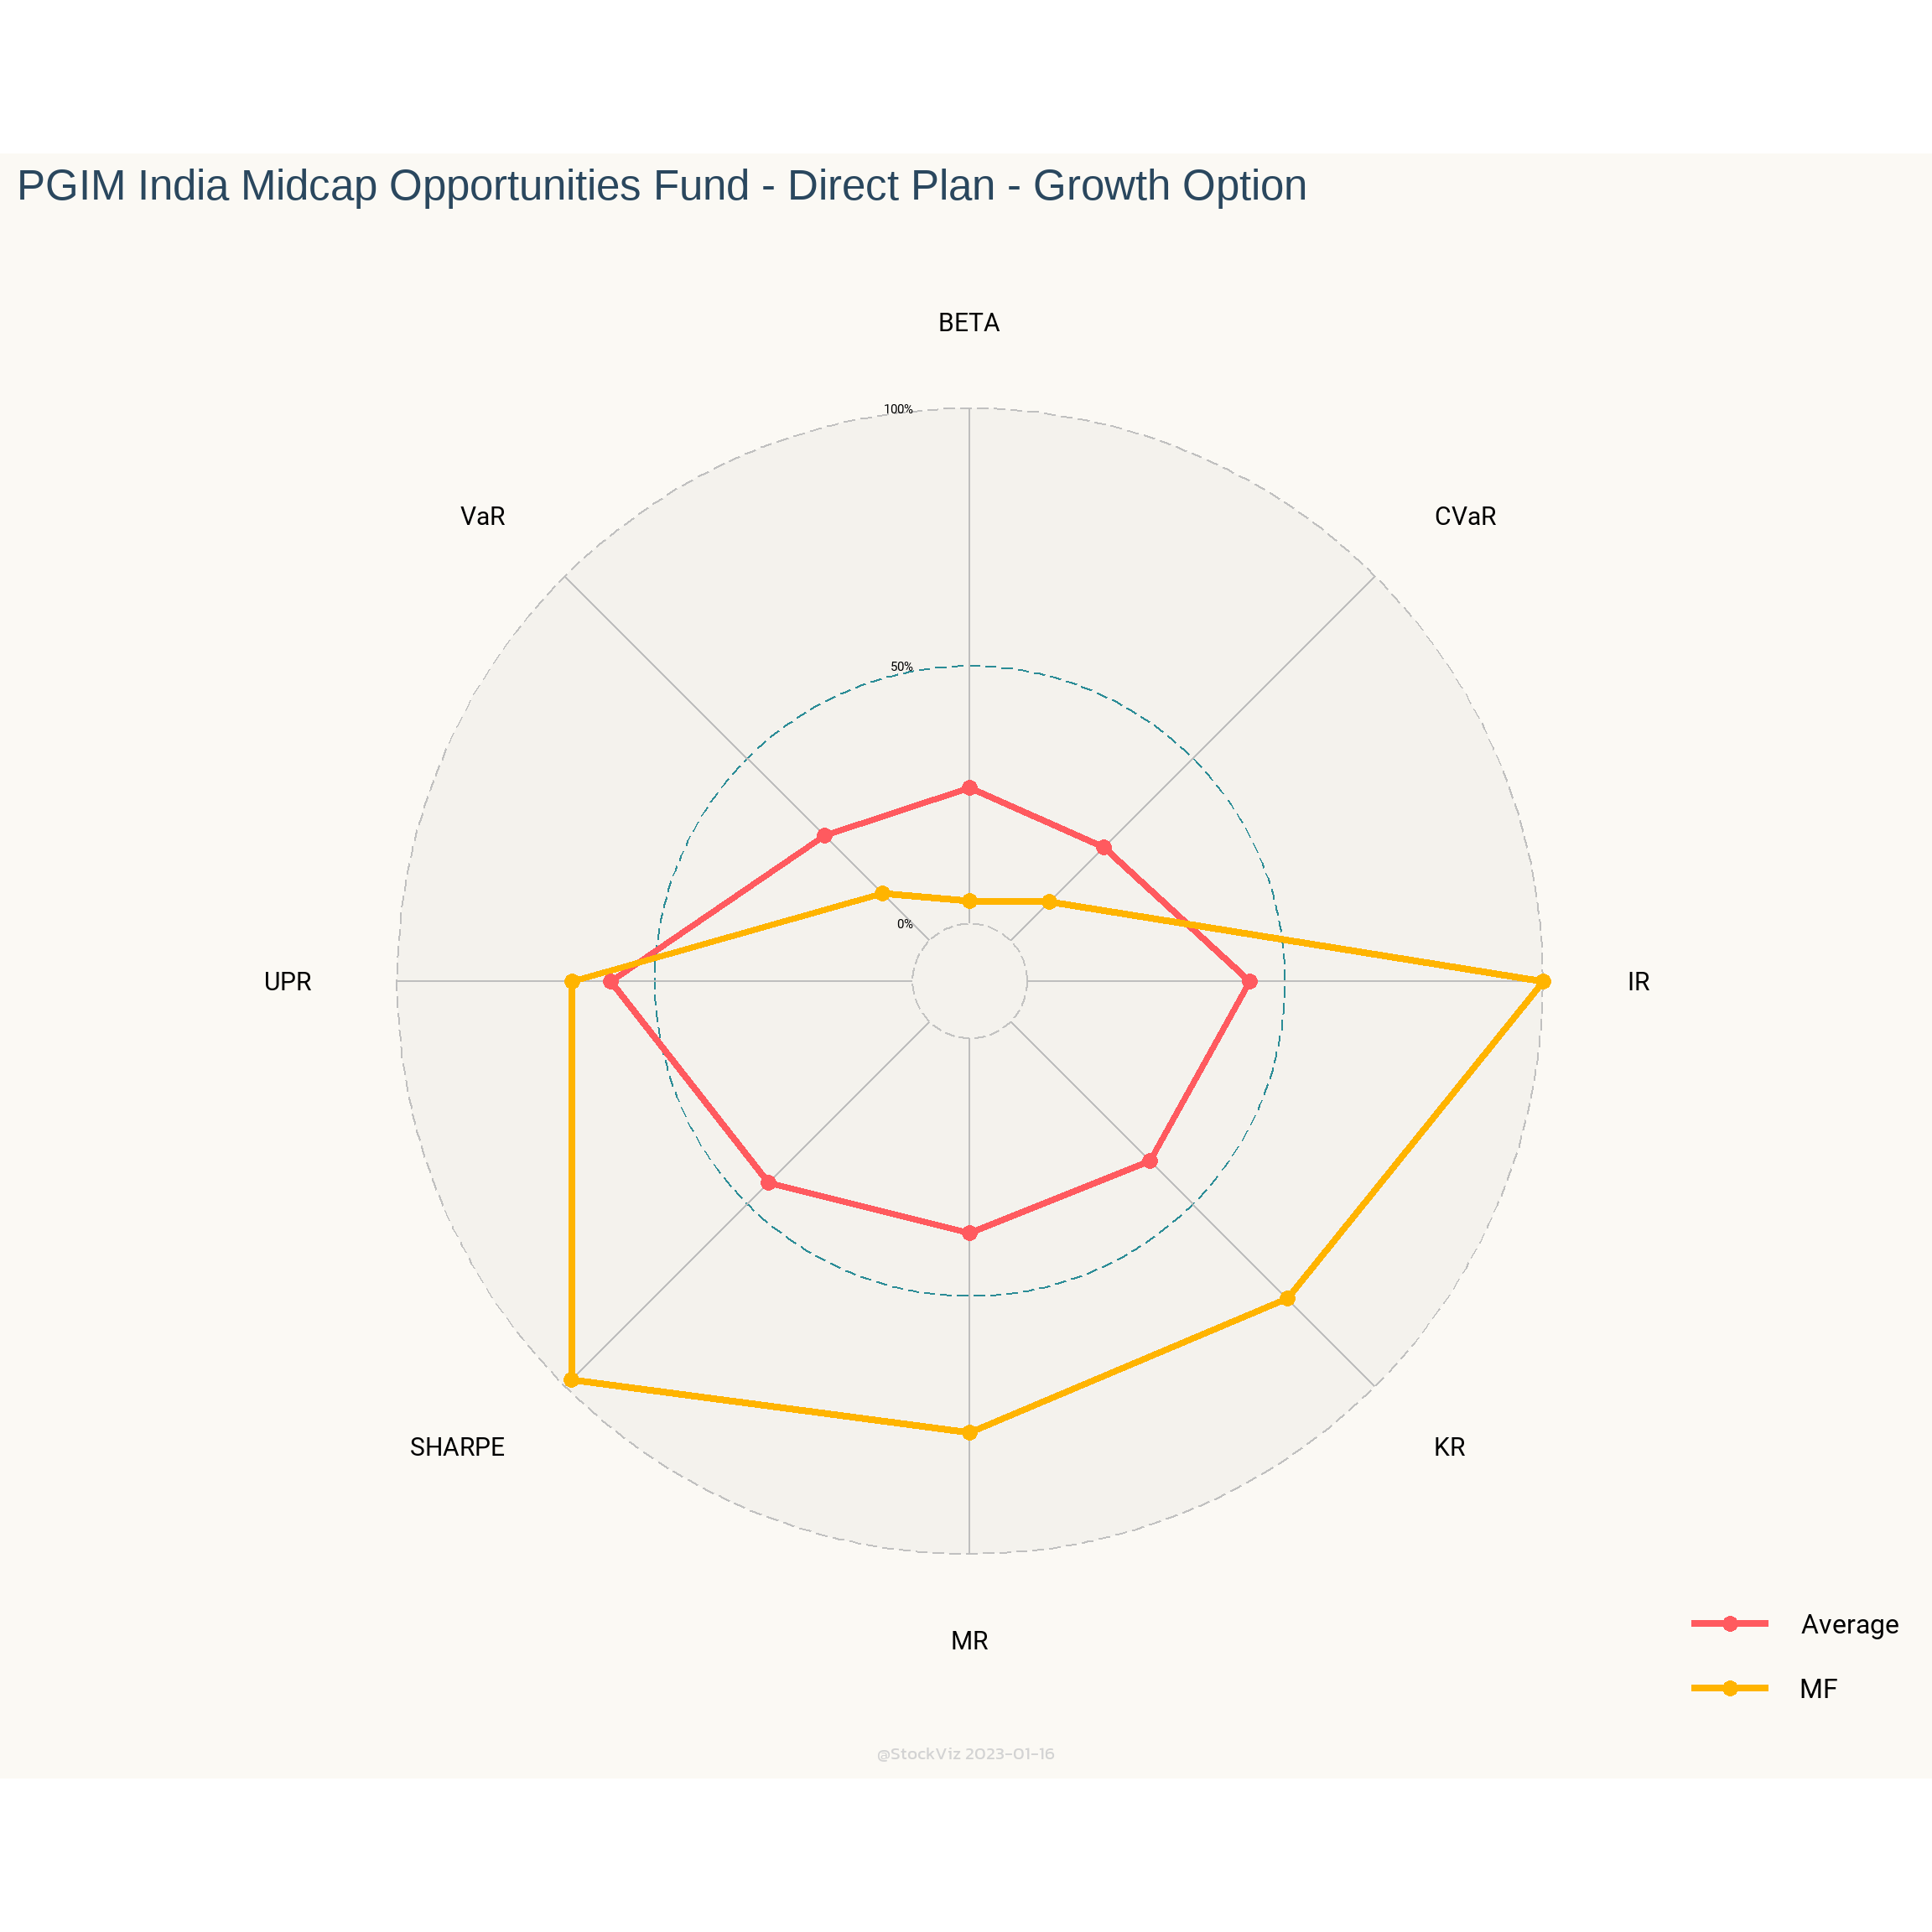 PGIM India Midcap Opportunities Fund - Direct Plan - Growth Option
BETA
100%
VaR
CVaR
50%
0%
UPR
IR
SHARPE
KR
MR
Average
MF
@StockViz 2023-01-16